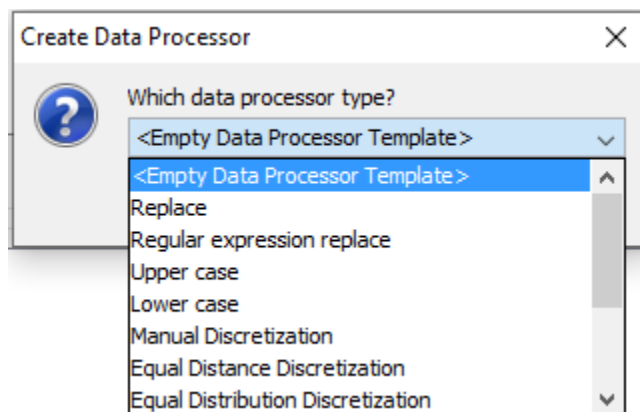 Create Data Processor
Which data processor type?
<Empty Data Processor Template>
<Empty Data Processor Template>
Replace
Regular expression replace
Upper case
Lower case
Manual Discretization
Equal Distance Discretization
Equal Distribution Discretization